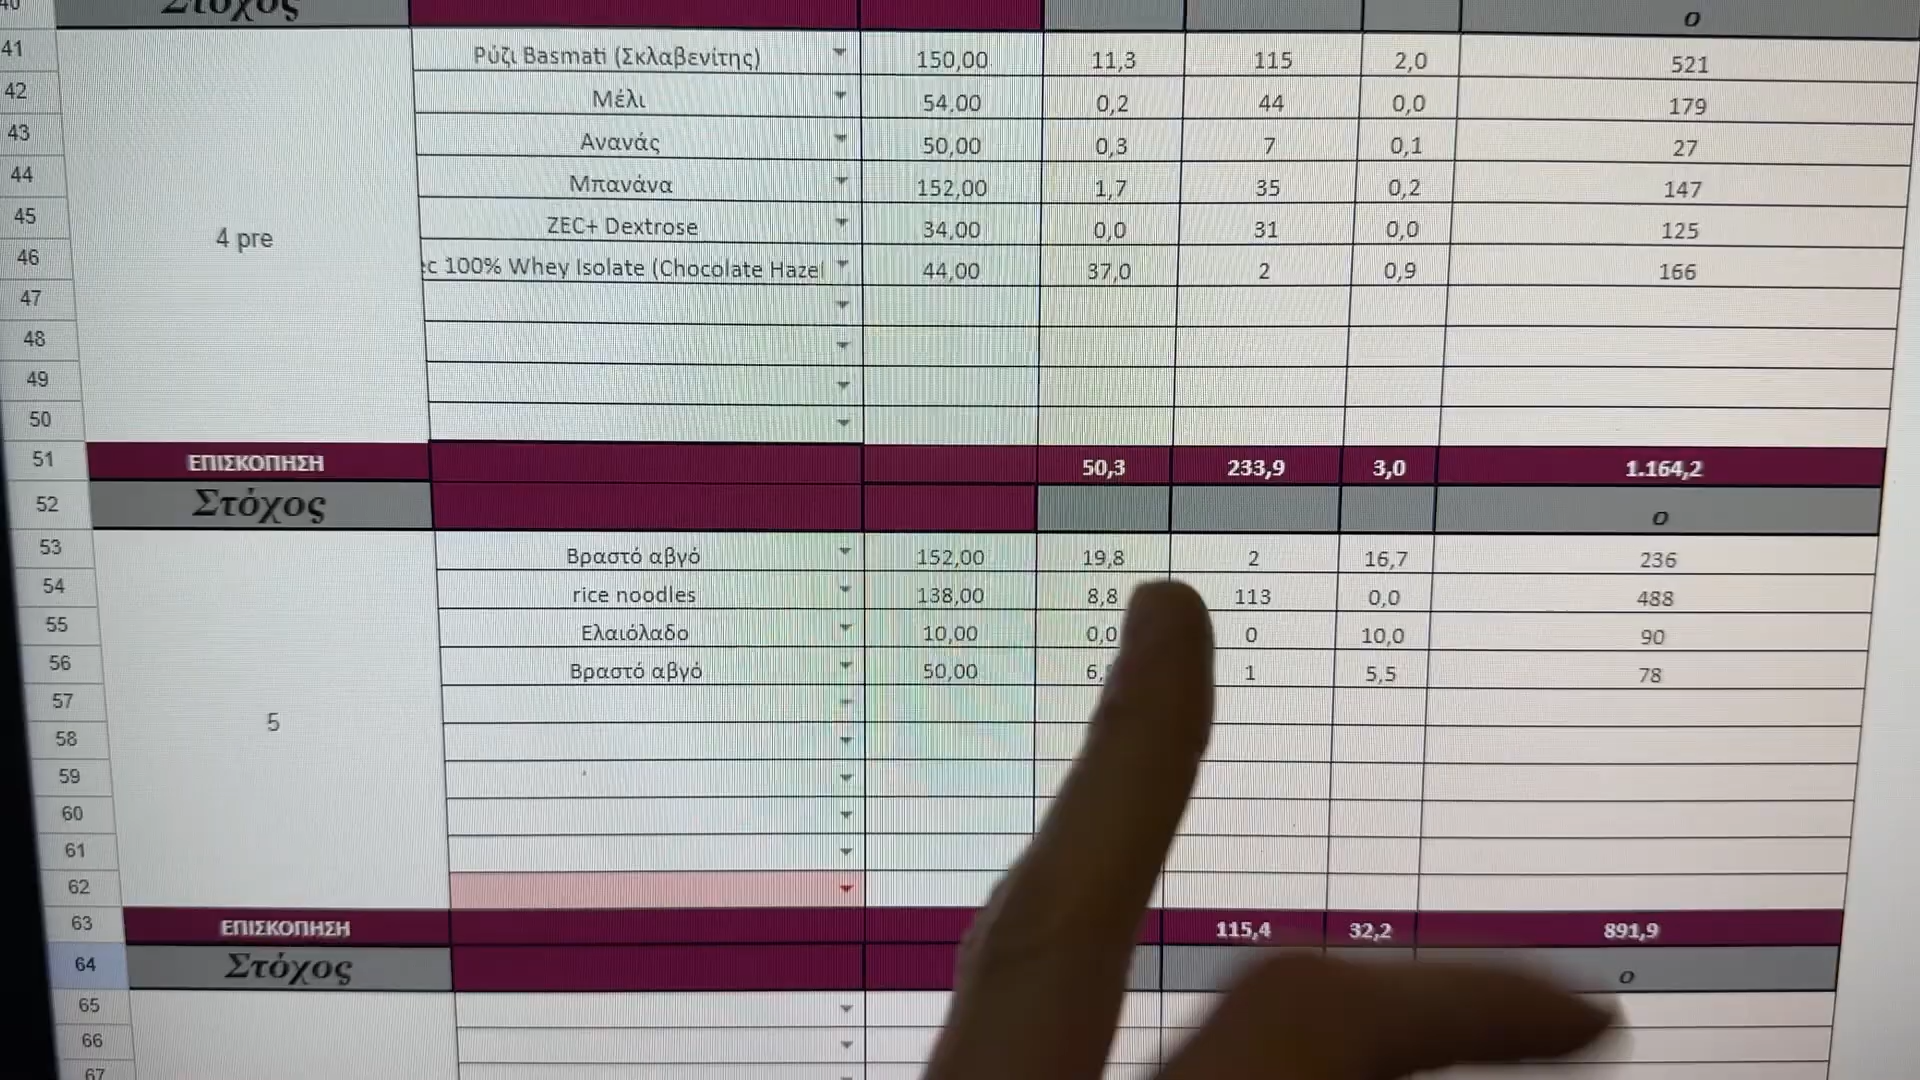 40 Στόχος ο
41 Ρύζι Basmati (Σκλαβενίτης) 150,00 11,3 115 2,0 521
42 Μέλι 54,00 0,2 44 0,0 179
43 Ανανάς 50,00 0,3 7 0,1 27
44 Μπανάνα 152,00 1,7 35 0,2 147
45 ZEC+ Dextrose 34,00 0,0 31 0,0 125
4 pre
46 ec 100% Whey Isolate (Chocolate Hazel 44,00 37,0 2 0,9 166
47
48
49
50
51 ΕΠΙΣΚΟΠΗΣΗ 50,3 233,9 3,0 1.164,2
52 Στόχος ο
53 Βραστό αβγό 152,00 19,8 2 16,7 236
54 rice noodles 138,00 8,8 113 0,0 488
55 Ελαιόλαδο 10,00 0,0 0 10,0 90
56 Βραστό αβγό 50,00 6, 1 5,5 78
57
5
58
59
60
61
62
63 ΕΠΙΣΚΟΠΗΣΗ 115,4 32,2 891,9
64 Στόχος ο
65
66
67